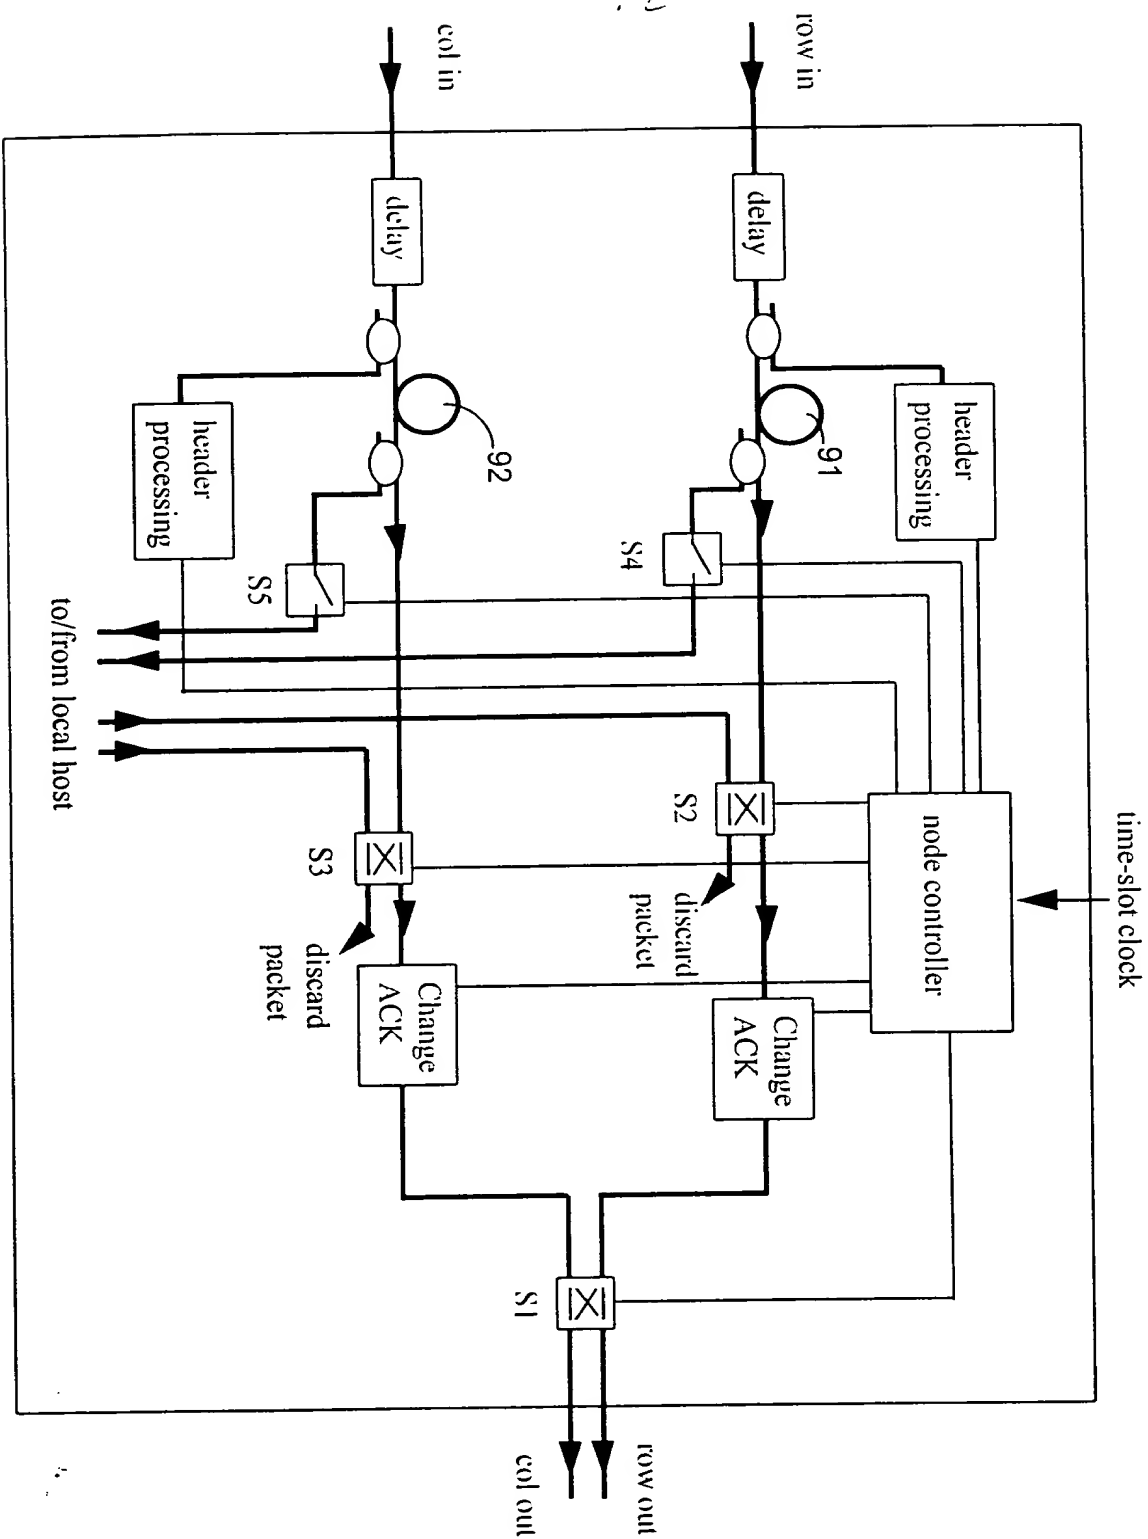 time-slot clock
row in
delay
header
processing
91
S4
node controller
S2
discard
packet
Change
ACK
row out
col in
delay
92
header
processing
S5
S3
discard
packet
Change
ACK
S1
col out
to/from local host